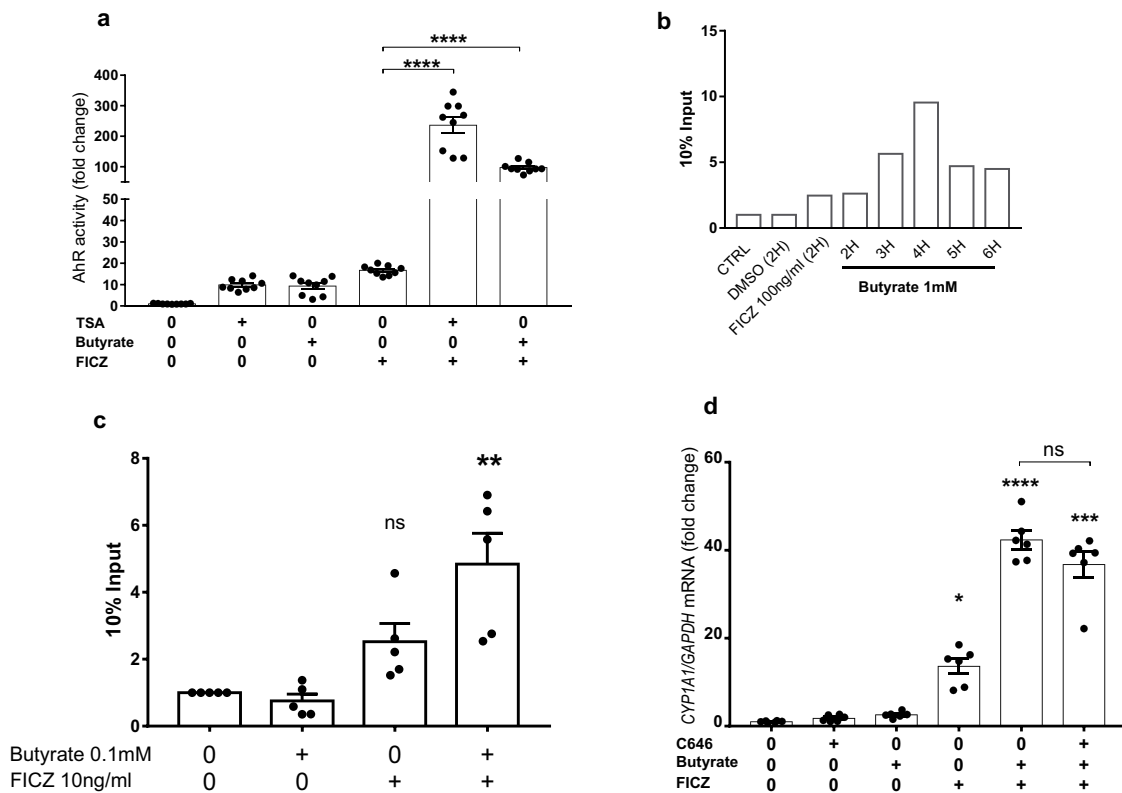 a
****
****
AhR activity (fold change)
400
300
200
100
50
40
30
20
10
0
TSA 0 + 0 0 + 0
Butyrate 0 0 + 0 0 +
FICZ 0 0 0 + + +
b
10% Input
15
10
5
0
CTRL
DMSO (2H)
FICZ 100ng/ml (2H)
2H
3H
4H
5H
6H
Butyrate 1mM
c
10% Input
8
6
4
2
0
ns
**
Butyrate 0.1mM 0 + 0 +
FICZ 10ng/ml 0 0 + +
d
CYP1A1/GAPDH mRNA (fold change)
60
40
20
0
ns
****
***
*
C646 0 + 0 0 0 +
Butyrate 0 0 + 0 + +
FICZ 0 0 0 + + +